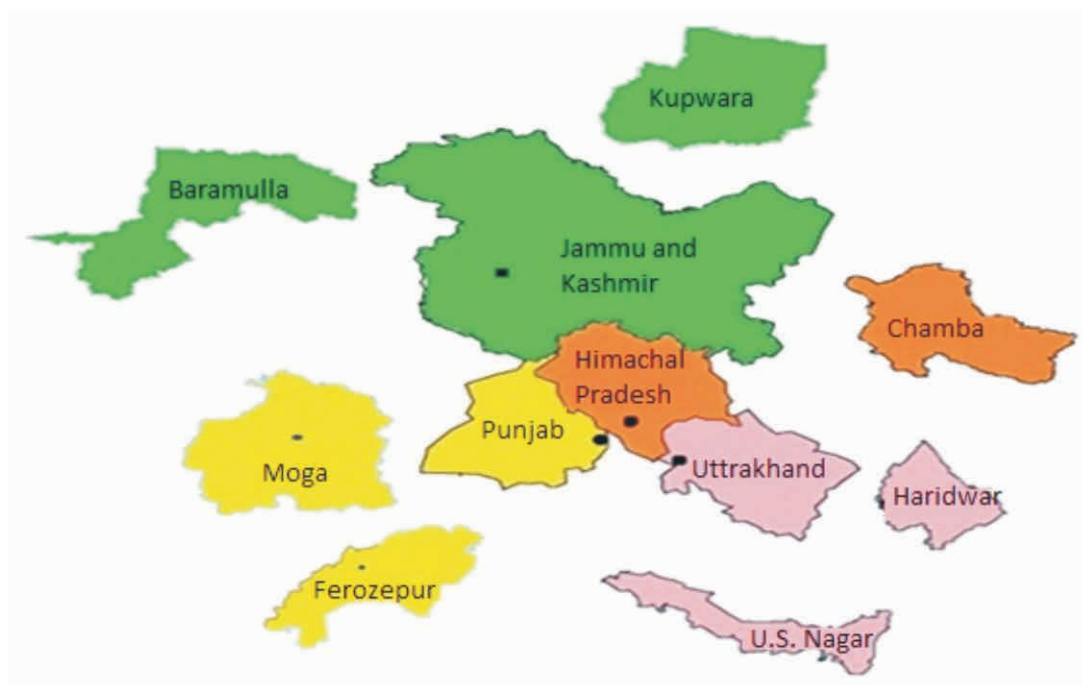 Kupwara
Baramulla
Jammu and
Kashmir
Chamba
Himachal
Pradesh
Punjab
Moga
Uttrakhand
Haridwar
Ferozepur
U.S. Nagar